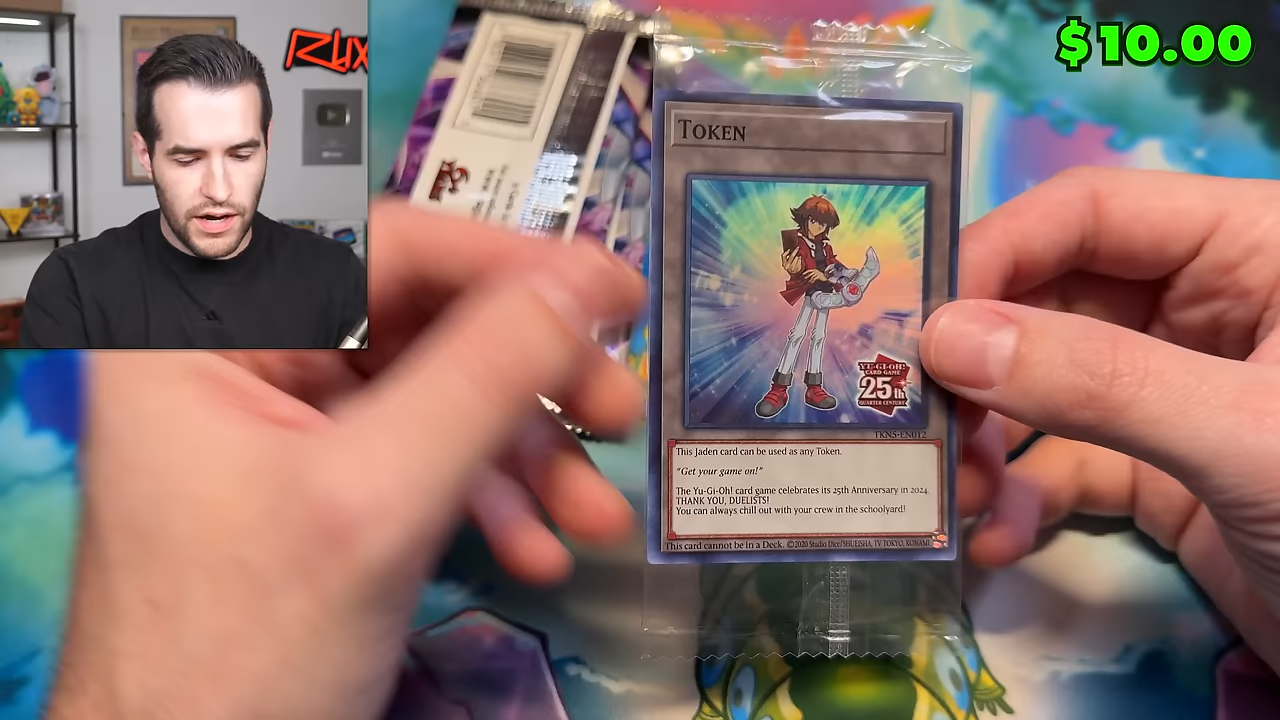 RUX
$10.00
TOKEN
YU-GI-OH!
CARD GAME
25th
QUARTER CENTURY
TKN5-EN012
This Jaden card can be used as any Token.
"Get your game on!"
The Yu-Gi-Oh! card game celebrates its 25th Anniversary in 2024.
THANK YOU, DUELISTS!
You can always chill out with your crew in the schoolyard!
This card cannot be in a Deck. ©2020 Studio Dice/SHUEISHA, TV TOKYO, KONAMI